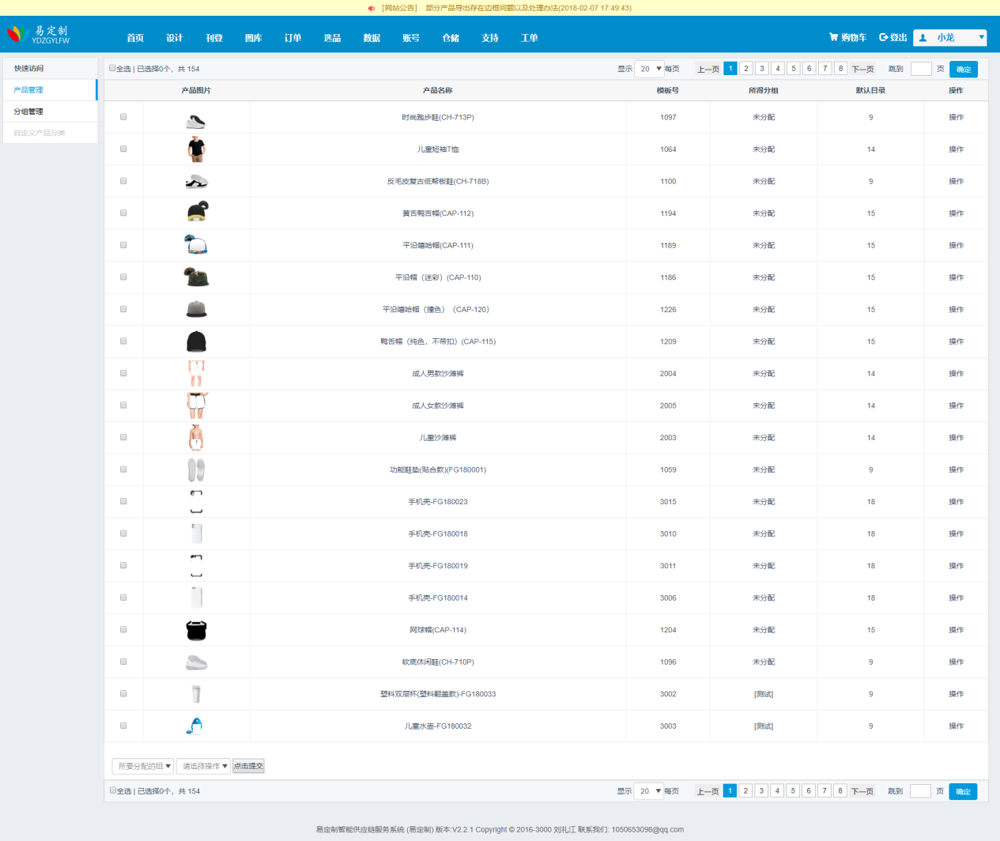 [网站公告] 部分产品导出存在边框问题以及处理办法(2018-02-07 17:49:43)
易定制
YDZGYLFW
首页 设计 刊登 图库 订单 选品 数据 账号 仓储 支持 工单
购物车 登出 小龙
快速访问
产品管理
分组管理
自定义产品分类
全选 | 已选择0个，共 154 显示 20 每页 上一页 1 2 3 4 5 6 7 8 下一页 跳到 页 确定
产品图片 产品名称 模板号 所得分组 默认目录 操作
时尚跑步鞋(CH-713P) 1097 未分配 9 操作
儿童短袖T恤 1064 未分配 14 操作
反毛皮复古低帮板鞋(CH-718B) 1100 未分配 9 操作
黄舌鸭舌帽(CAP-112) 1194 未分配 15 操作
平沿嘻哈帽(CAP-111) 1189 未分配 15 操作
平沿帽（迷彩）(CAP-110) 1186 未分配 15 操作
平沿嘻哈帽（撞色）（CAP-120） 1226 未分配 15 操作
鸭舌帽（纯色，不带扣）(CAP-115) 1209 未分配 15 操作
成人男款沙滩裤 2004 未分配 14 操作
成人女款沙滩裤 2005 未分配 14 操作
儿童沙滩裤 2003 未分配 14 操作
功能鞋垫(贴合款)(FG180001) 1059 未分配 9 操作
手机壳-FG180023 3015 未分配 18 操作
手机壳-FG180018 3010 未分配 18 操作
手机壳-FG180019 3011 未分配 18 操作
手机壳-FG180014 3006 未分配 18 操作
网球帽(CAP-114) 1204 未分配 15 操作
软底休闲鞋(CH-710P) 1096 未分配 9 操作
塑料双层杯(塑料翻盖款)-FG180033 3002 [测试] 9 操作
儿童水壶-FG180032 3003 [测试] 9 操作
所要分配的组 请选择操作 点击提交
全选 | 已选择0个，共 154 显示 20 每页 上一页 1 2 3 4 5 6 7 8 下一页 跳到 页 确定
易定制智能供应链服务系统 (易定制) 版本:V2.2.1 Copyright © 2016-3000 刘礼江 联系我们: 1050653098@qq.com